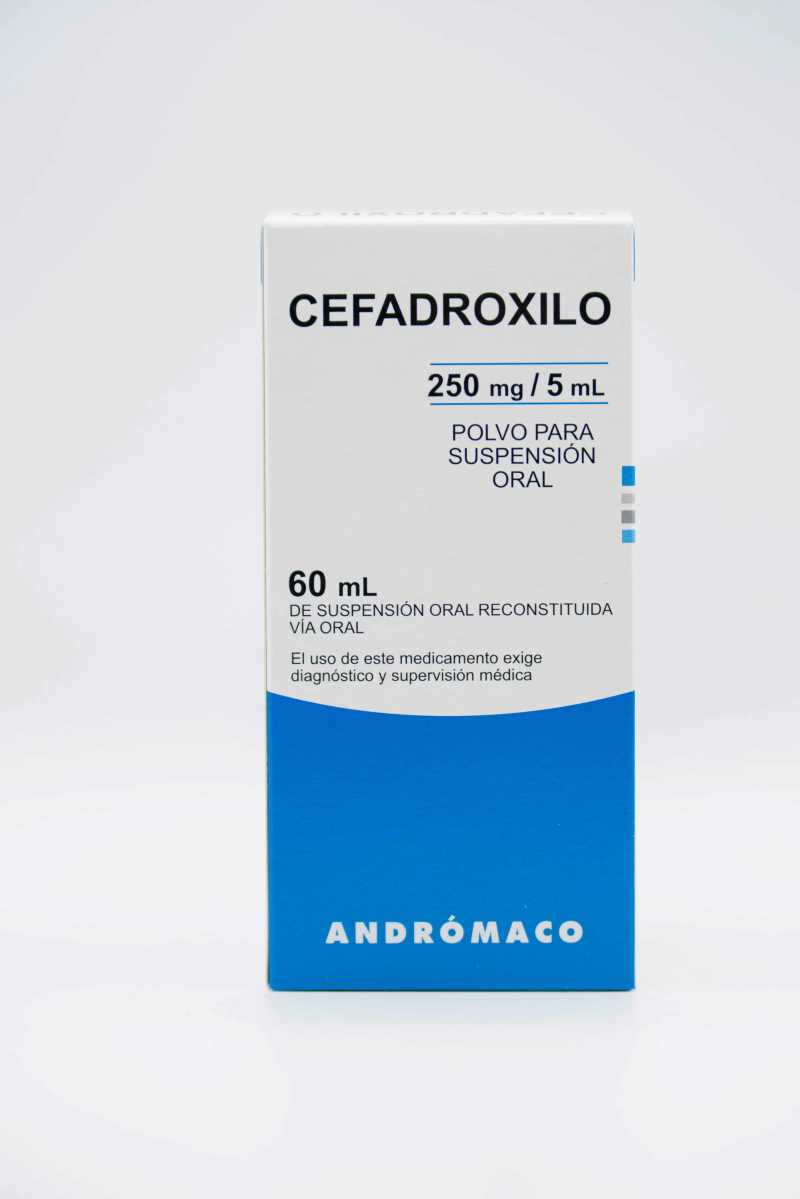 CEFADROXILO
250 mg / 5 mL
POLVO PARA
SUSPENSIÓN
ORAL
60 mL
DE SUSPENSIÓN ORAL RECONSTITUIDA
VÍA ORAL
El uso de este medicamento exige
diagnóstico y supervisión médica
ANDRÓMACO